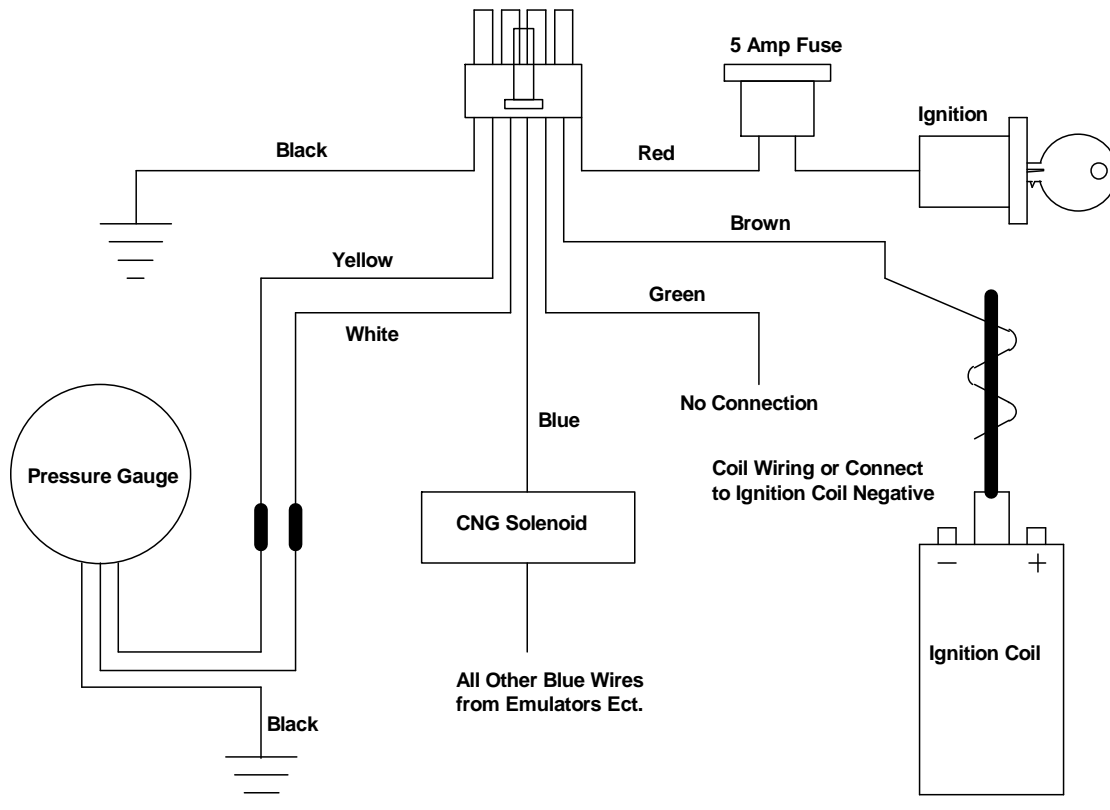 5 Amp Fuse
Ignition
Black
Red
Brown
Yellow
Green
White
No Connection
Blue
Pressure Gauge
Coil Wiring or Connect
to Ignition Coil Negative
CNG Solenoid
− +
Ignition Coil
All Other Blue Wires
from Emulators Ect.
Black